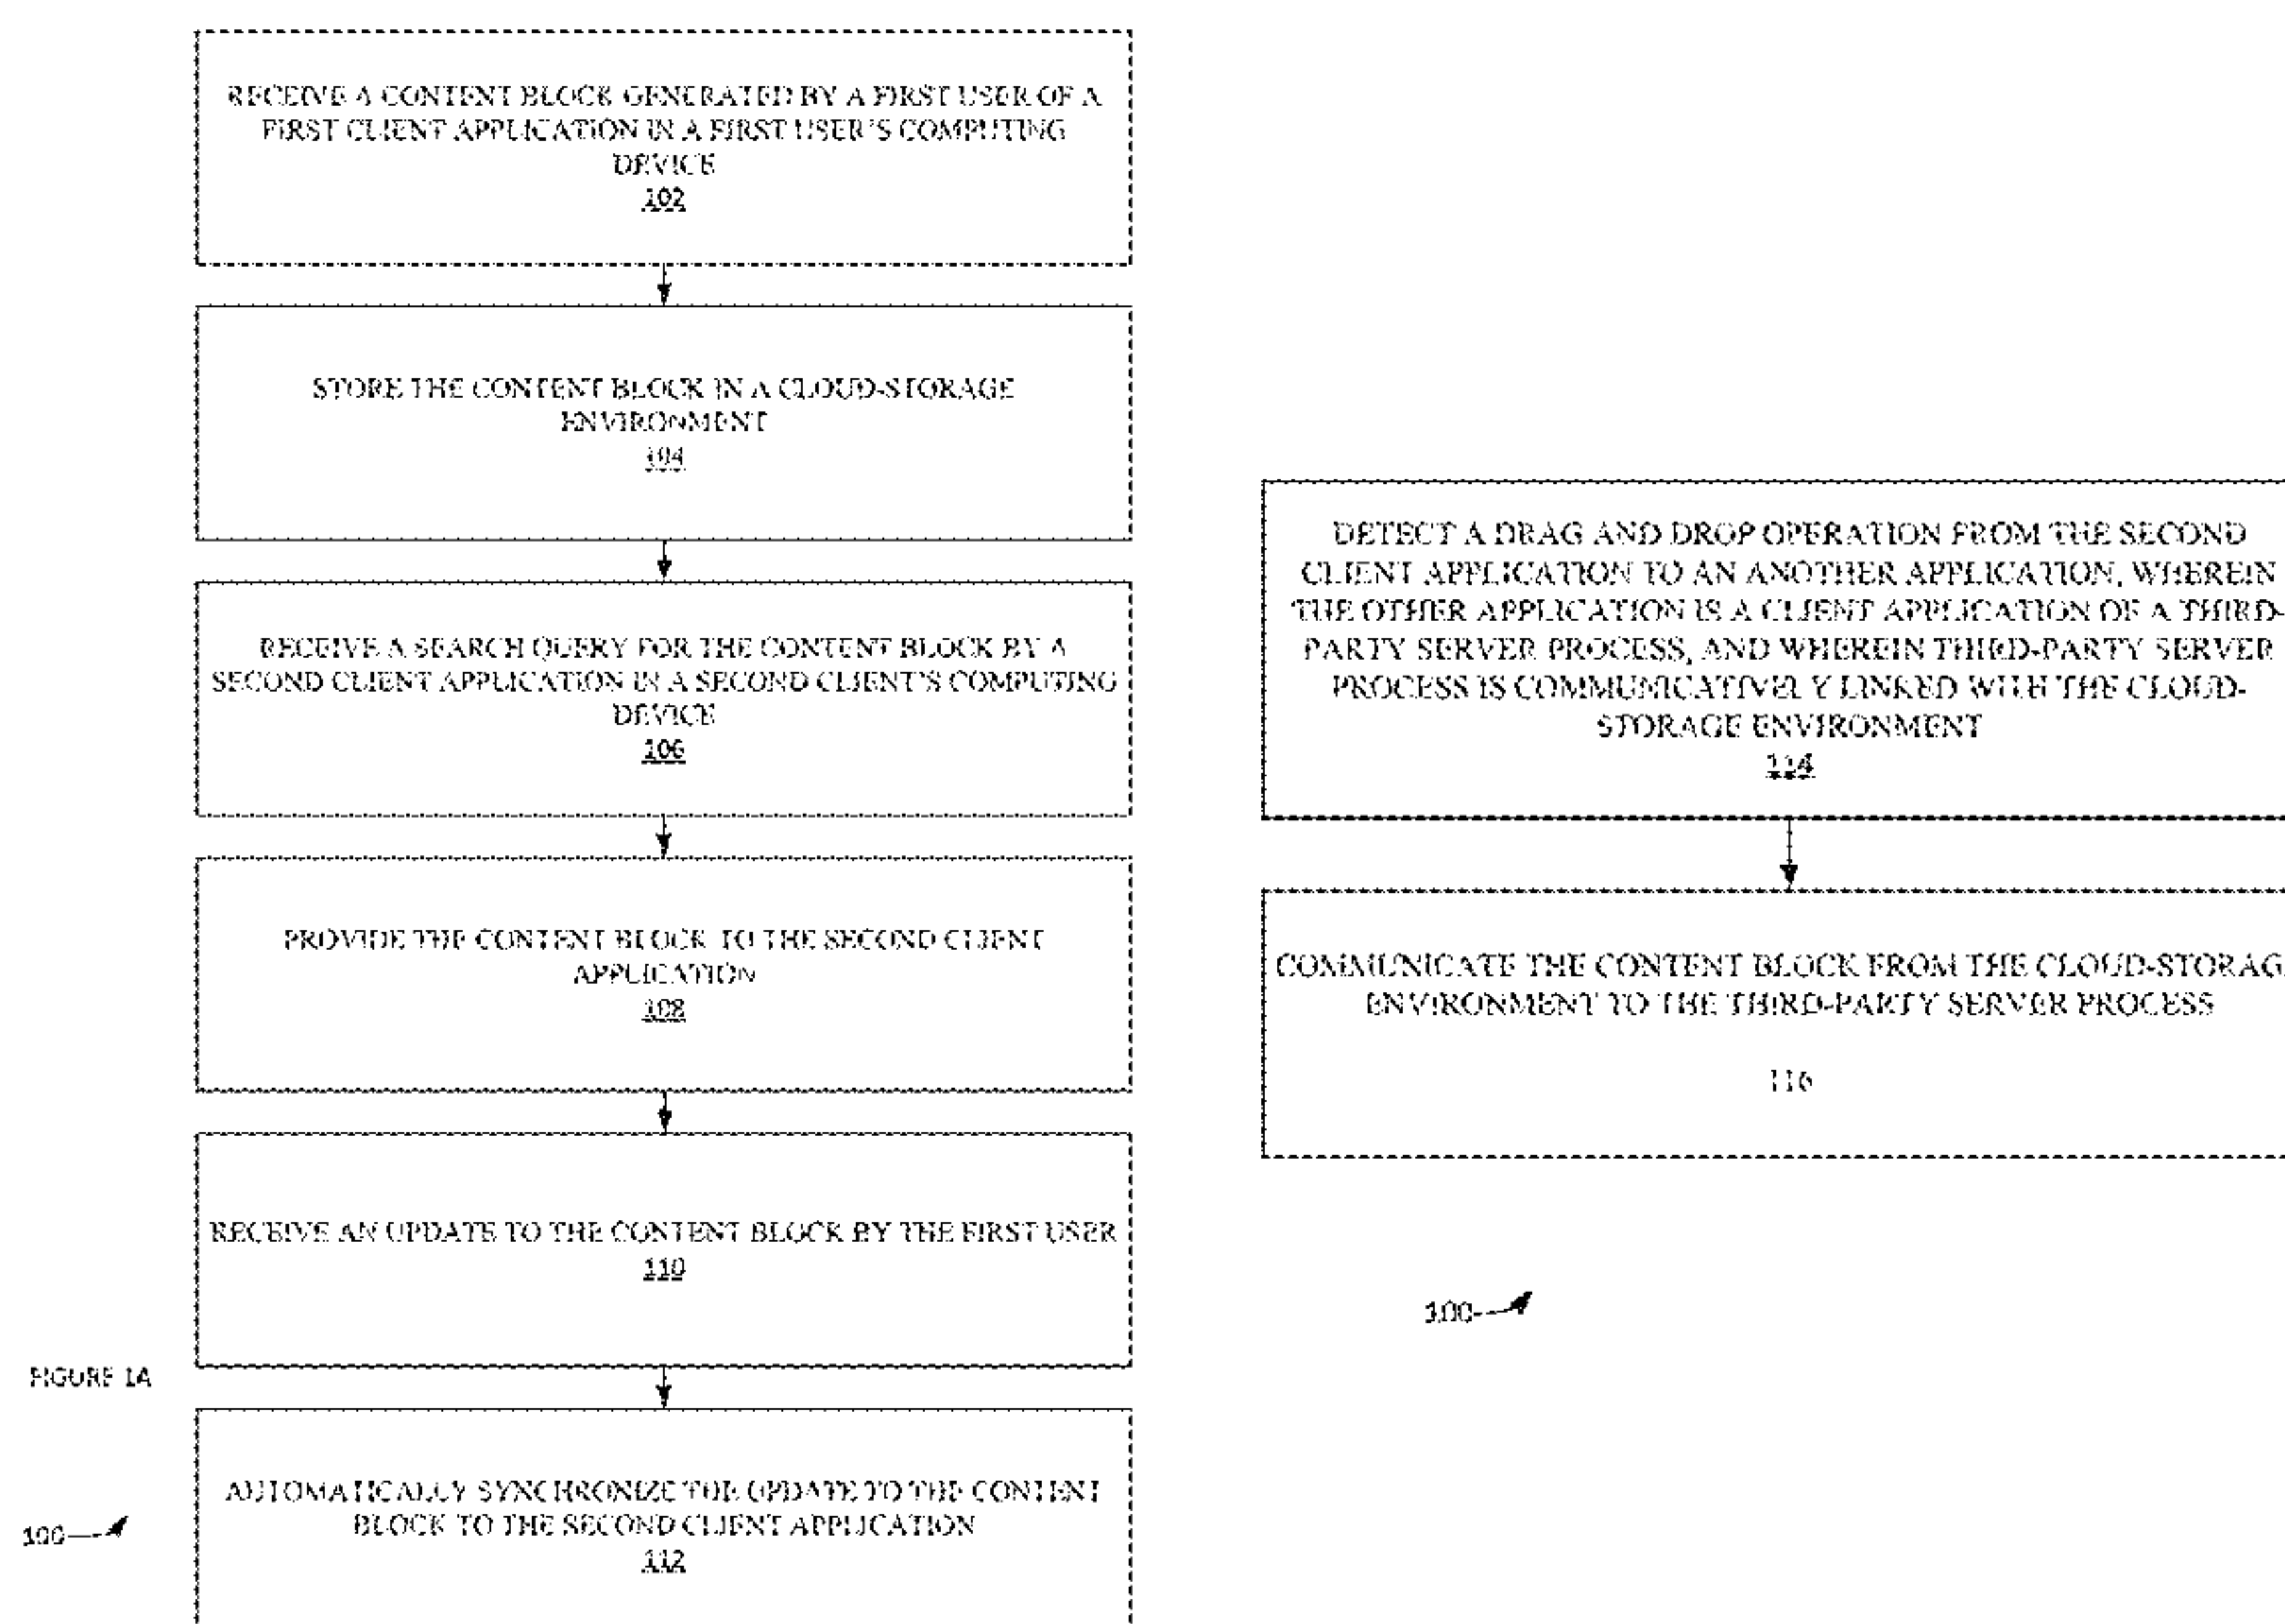 RECEIVE A CONTENT BLOCK GENERATED BY A FIRST USER OF A
FIRST CLIENT APPLICATION IN A FIRST USER'S COMPUTING
DEVICE
102
STORE THE CONTENT BLOCK IN A CLOUD-STORAGE
ENVIRONMENT
104
RECEIVE A SEARCH QUERY FOR THE CONTENT BLOCK BY A
SECOND CLIENT APPLICATION IN A SECOND CLIENT'S COMPUTING
DEVICE
106
PROVIDE THE CONTENT BLOCK TO THE SECOND CLIENT
APPLICATION
108
RECEIVE AN UPDATE TO THE CONTENT BLOCK BY THE FIRST USER
110
AUTOMATICALLY SYNCHRONIZE THE UPDATE TO THE CONTENT
BLOCK TO THE SECOND CLIENT APPLICATION
112
FIGURE 1A
100
DETECT A DRAG AND DROP OPERATION FROM THE SECOND
CLIENT APPLICATION TO AN ANOTHER APPLICATION, WHEREIN
THE OTHER APPLICATION IS A CLIENT APPLICATION OF A THIRD-
PARTY SERVER PROCESS, AND WHEREIN THIRD-PARTY SERVER
PROCESS IS COMMUNICATIVELY LINKED WITH THE CLOUD-
STORAGE ENVIRONMENT
114
COMMUNICATE THE CONTENT BLOCK FROM THE CLOUD-STORAGE
ENVIRONMENT TO THE THIRD-PARTY SERVER PROCESS
116
100